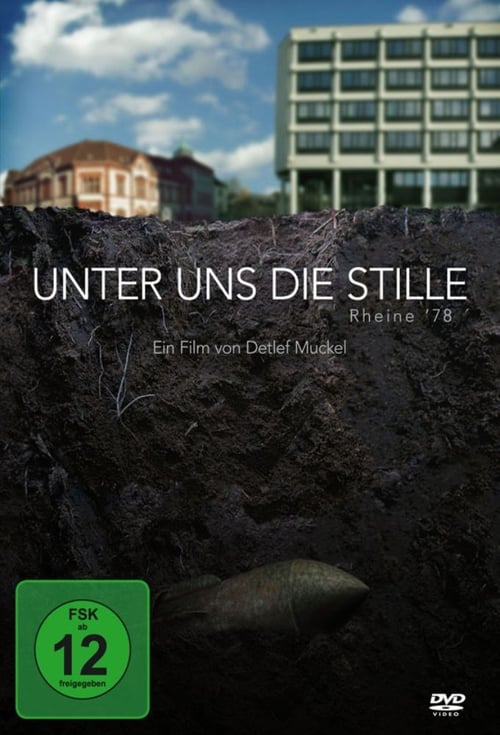 UNTER UNS DIE STILLE
Rheine '78
Ein Film von Detlef Muckel
FSK
ab
12
freigegeben
DVD
VIDEO